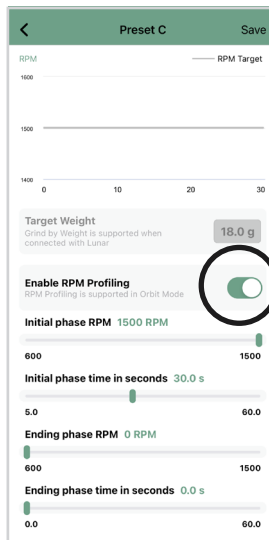 Preset C Save
RPM RPM Target
1600
1500
1400
0 10 20 30
Target Weight
Grind by Weight is supported when
connected with Lunar
18.0 g
Enable RPM Profiling
RPM Profiling is supported in Orbit Mode
Initial phase RPM 1500 RPM
600 1500
Initial phase time in seconds 30.0 s
5.0 60.0
Ending phase RPM 0 RPM
600 1500
Ending phase time in seconds 0.0 s
0.0 60.0